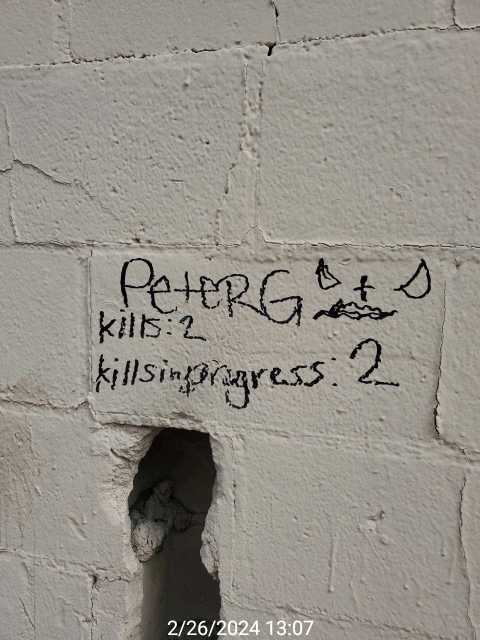 PeteRG
kills: 2
killsinprogress: 2
2/26/2024 13:07